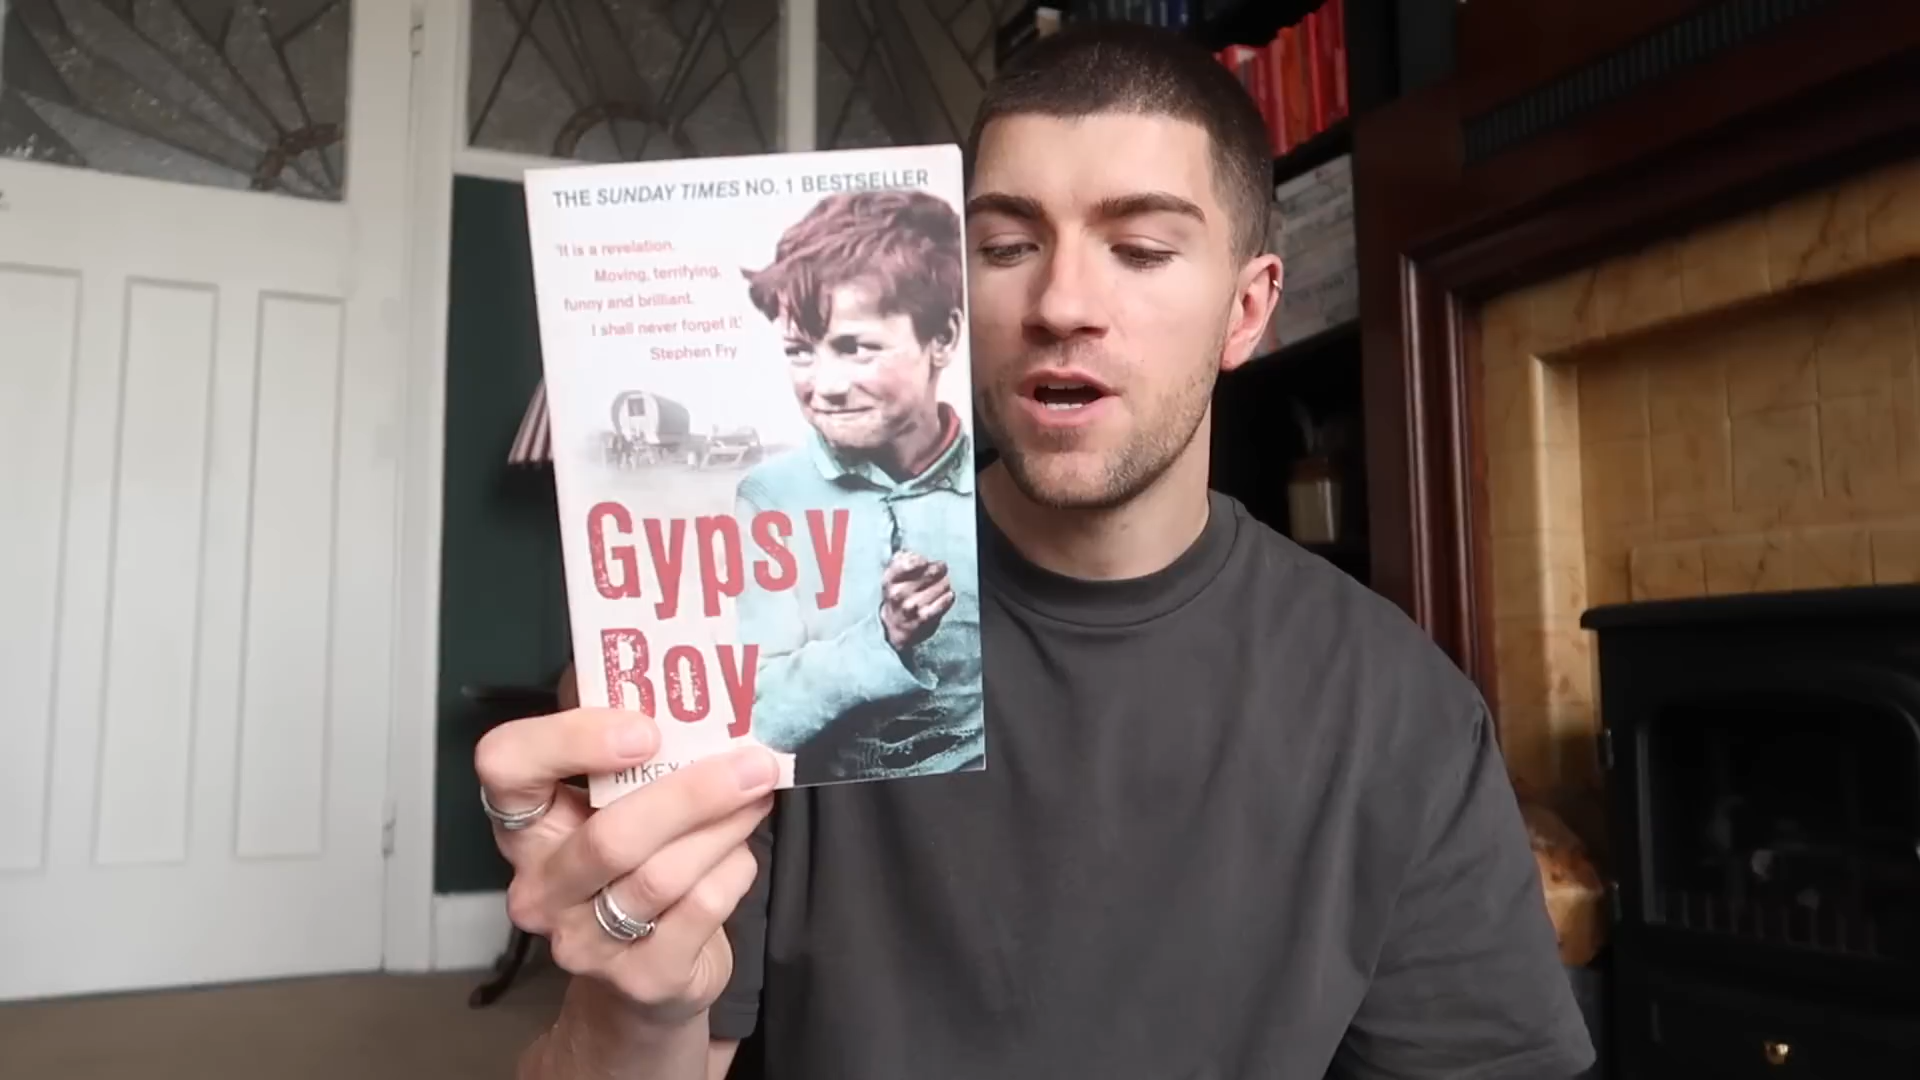 THE SUNDAY TIMES NO. 1 BESTSELLER
'It is a revelation.
Moving, terrifying,
funny and brilliant.
I shall never forget it.'
Stephen Fry
Gypsy
Boy
MIKEY